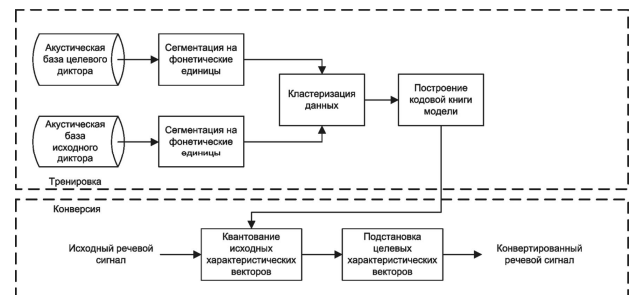 Акустическая
база целевого
диктора
Сегментация на
фонетические
единицы
Кластеризация
данных
Построение
кодовой книги
модели
Акустическая
база
исходного
диктора
Сегментация на
фонетические
единицы
Тренировка
Конверсия
Исходный речевой
сигнал
Квантование
исходных
характеристических
векторов
Подстановка
целевых
характеристических
векторов
Конвертированный
речевой сигнал